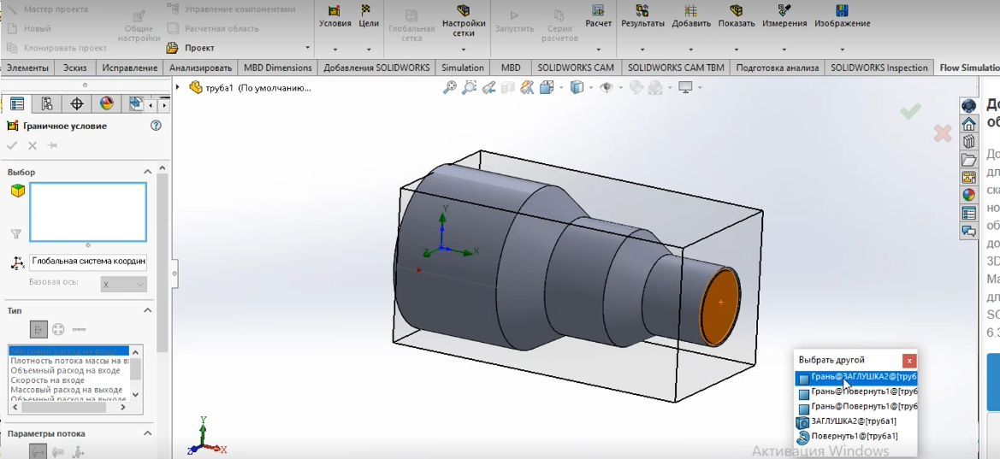 Мастер проекта
Новый
Клонировать проект
Общие настройки
Управление компонентами
Расчетная область
Проект
Условия
Цели
Глобальная сетка
Настройки сетки
Запустить
Серия расчетов
Расчет
Результаты
Добавить
Показать
Измерения
Изображение
Элементы
Эскиз
Исправление
Анализировать
MBD Dimensions
Добавления SOLIDWORKS
Simulation
MBD
SOLIDWORKS CAM
SOLIDWORKS CAM TBM
Подготовка анализа
SOLIDWORKS Inspection
Flow Simulatio
труба1 (По умолчанию...
Граничное условие
Выбор
Глобальная система координ
Базовая ось:
X
Тип
Массовый расход на входе
Плотность потока массы на в
Объемный расход на входе
Скорость на входе
Массовый расход на выходе
Объемный расход на выходе
Параметры потока
Y
X
Z
Y
X
Z
Выбрать другой
x
Грань@ЗАГЛУШКА2@[труб
Грань@Повернуть1@[труб
Грань@Повернуть1@[труб
ЗАГЛУШКА2@[труба1]
Повернуть1@[труба1]
Активация Windows
До
об
До
дл
ска
но
об
до
3D
Ма
дл
SO
6.3